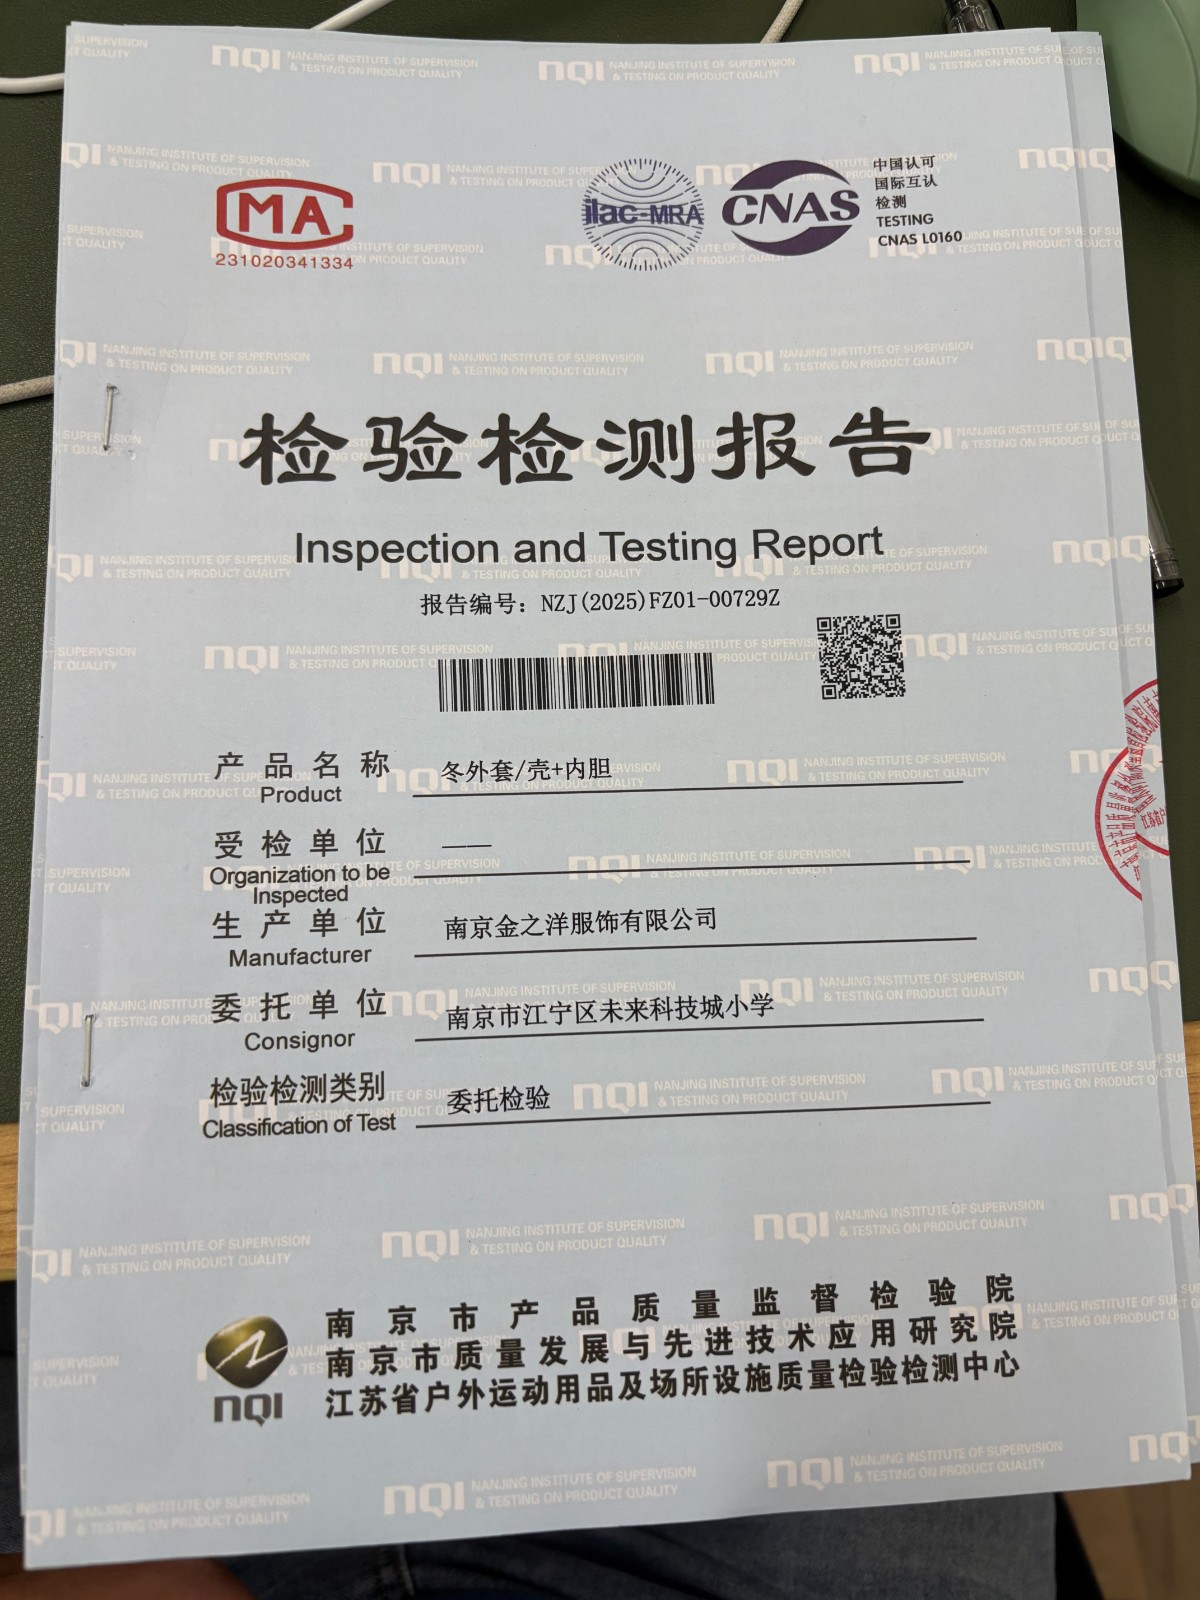 MA
231020341334
ilac-MRA
CNAS
中国认可
国际互认
检测
TESTING
CNAS L0160
检验检测报告
Inspection and Testing Report
报告编号：NZJ(2025)FZ01-00729Z
产品名称
Product
冬外套/壳+内胆
受检单位
Organization to be
Inspected
——
生产单位
Manufacturer
南京金之洋服饰有限公司
委托单位
Consignor
南京市江宁区未来科技城小学
检验检测类别
Classification of Test
委托检验
nqi
南京市产品质量监督检验院
南京市质量发展与先进技术应用研究院
江苏省户外运动用品及场所设施质量检验检测中心
nqi NANJING INSTITUTE OF SUPERVISION
& TESTING ON PRODUCT QUALITY